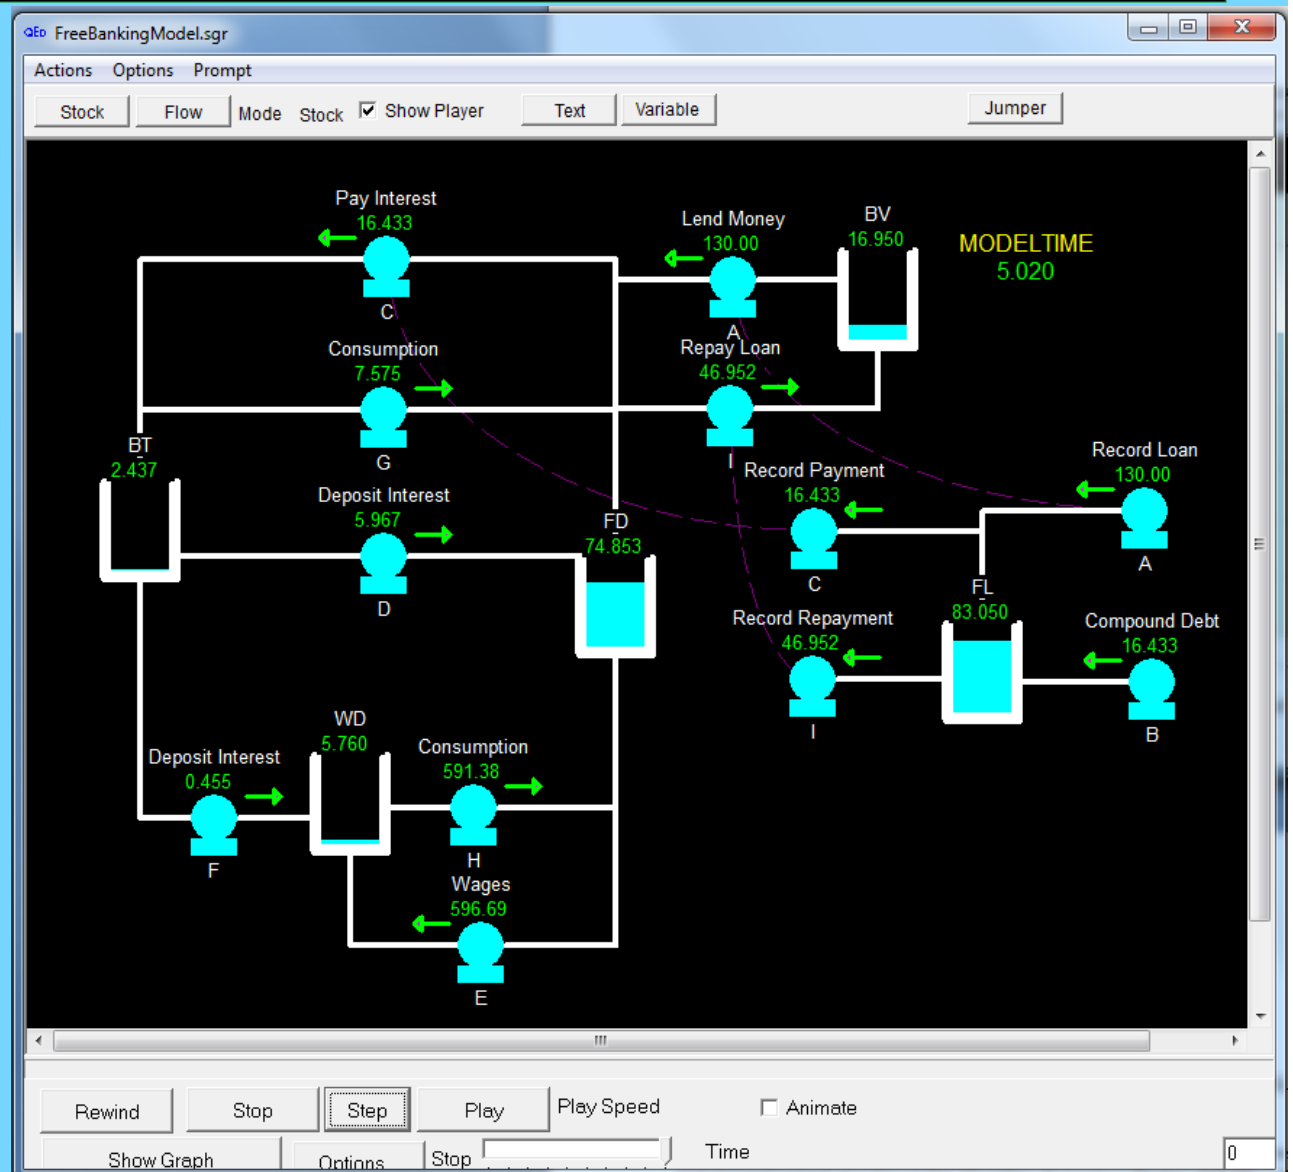 QED FreeBankingModel.sgr
Actions Options Prompt
Stock Flow Mode Stock Show Player Text Variable Jumper
Pay Interest
16.433
C
Lend Money
130.00
A
BV
16.950
MODELTIME
5.020
Consumption
7.575
G
Repay Loan
46.952
I
BT
2.437
Deposit Interest
5.967
D
FD
74.853
Record Payment
16.433
C
Record Loan
130.00
A
Record Repayment
46.952
I
FL
83.050
Compound Debt
16.433
B
WD
5.760
Deposit Interest
0.455
F
Consumption
591.38
H
Wages
596.69
E
Rewind Stop Step Play Play Speed Animate
Show Graph Options Stop Time 0